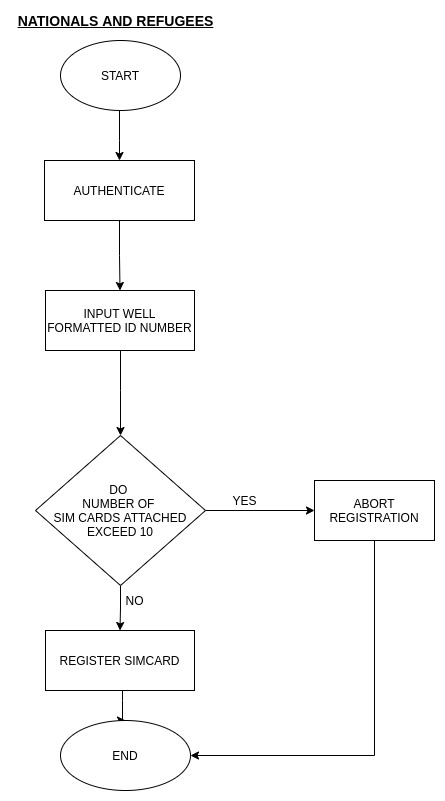 NATIONALS AND REFUGEES
START
AUTHENTICATE
INPUT WELL
FORMATTED ID NUMBER
DO
NUMBER OF
SIM CARDS ATTACHED
EXCEED 10
YES
ABORT
REGISTRATION
NO
REGISTER SIMCARD
END